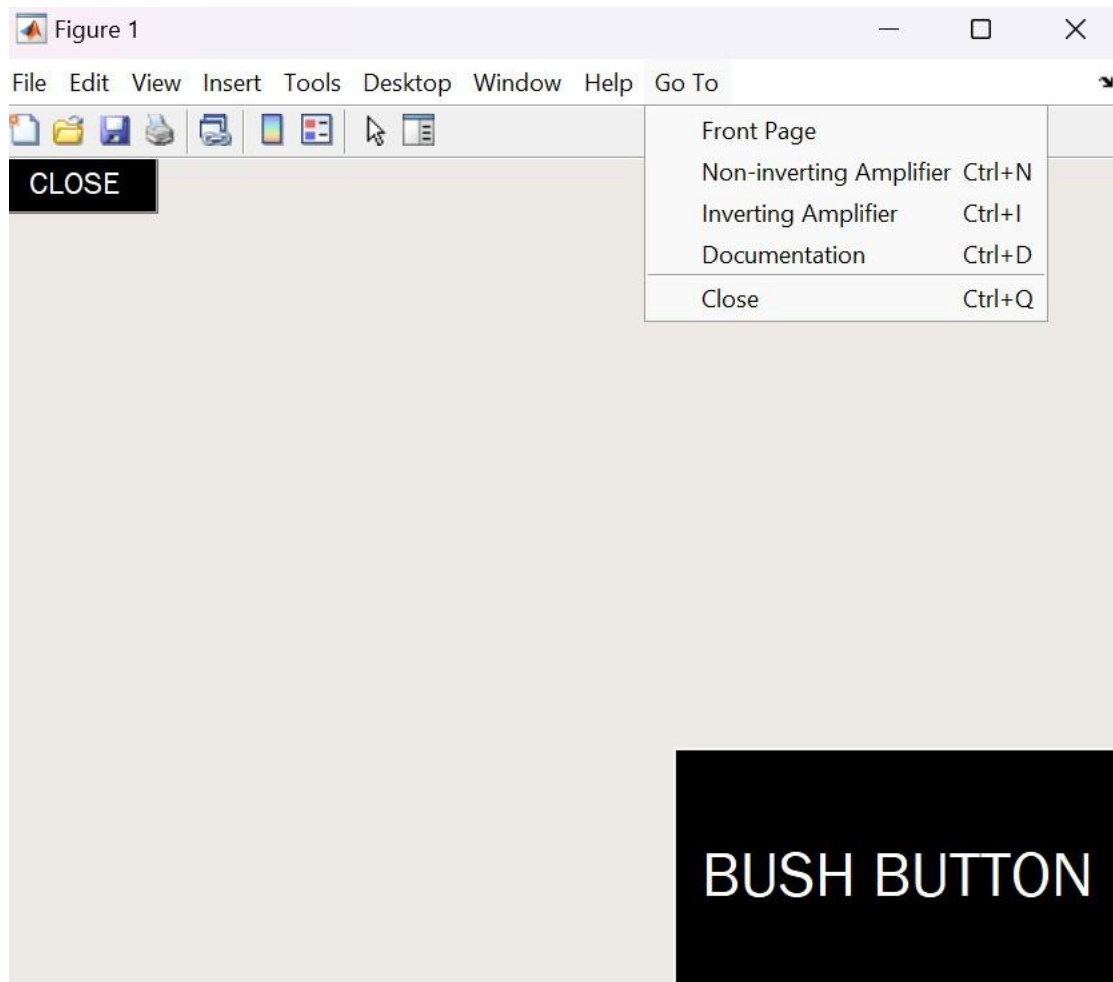 Figure 1
File Edit View Insert Tools Desktop Window Help Go To
CLOSE
Front Page
Non-inverting Amplifier Ctrl+N
Inverting Amplifier Ctrl+I
Documentation Ctrl+D
Close Ctrl+Q
BUSH BUTTON